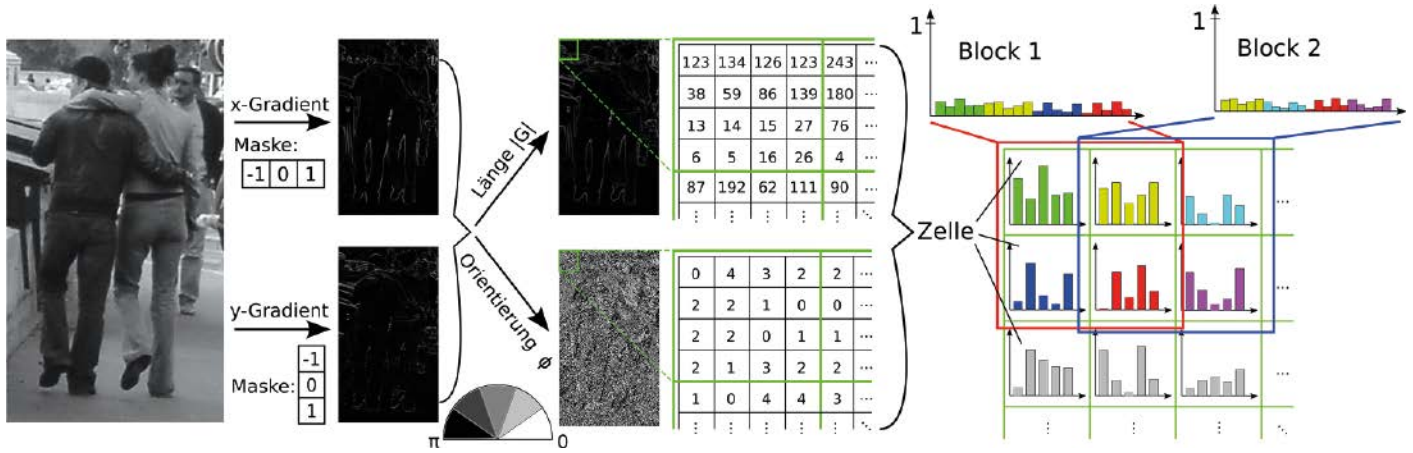 x-Gradient
Maske:
-1 0 1
y-Gradient
Maske:
-1
0
1
Länge |G|
Orientierung ϕ
π 0
123 134 126 123 243 ...
38 59 86 139 180 ...
13 14 15 27 76 ...
6 5 16 26 4 ...
87 192 62 111 90 ...
⋮ ⋮ ⋮ ⋮ ⋮ ⋱
0 4 3 2 2 ...
2 2 1 0 0 ...
2 2 0 1 1 ...
2 1 3 2 2 ...
1 0 4 4 3 ...
⋮ ⋮ ⋮ ⋮ ⋮ ⋱
Zelle
1
Block 1
1
Block 2
...
...
...
⋮ ⋮ ⋮ ⋱